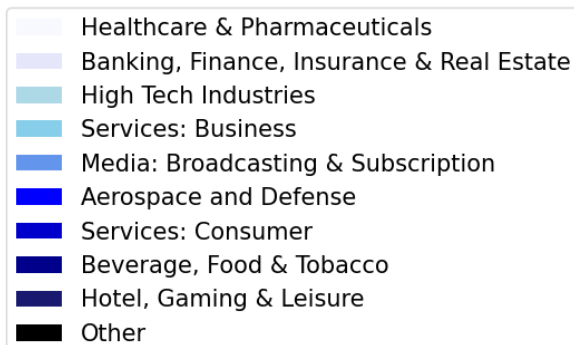 Healthcare & Pharmaceuticals
Banking, Finance, Insurance & Real Estate
High Tech Industries
Services: Business
Media: Broadcasting & Subscription
Aerospace and Defense
Services: Consumer
Beverage, Food & Tobacco
Hotel, Gaming & Leisure
Other